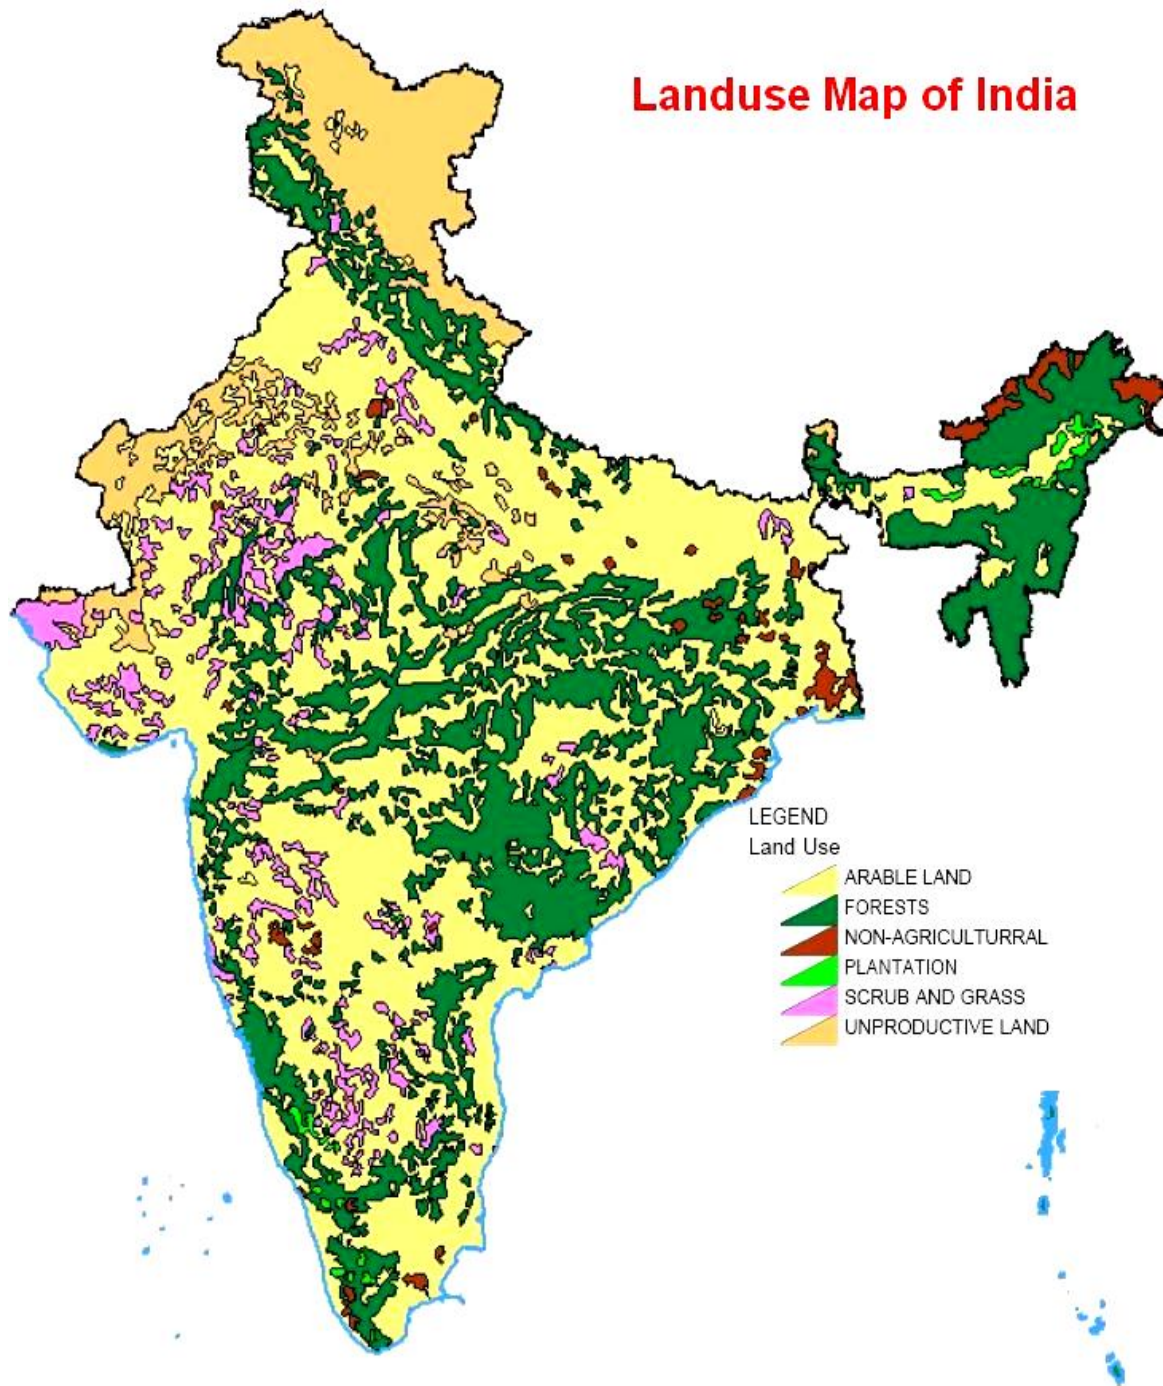 Landuse Map of India
LEGEND
Land Use
ARABLE LAND
FORESTS
NON-AGRICULTURRAL
PLANTATION
SCRUB AND GRASS
UNPRODUCTIVE LAND